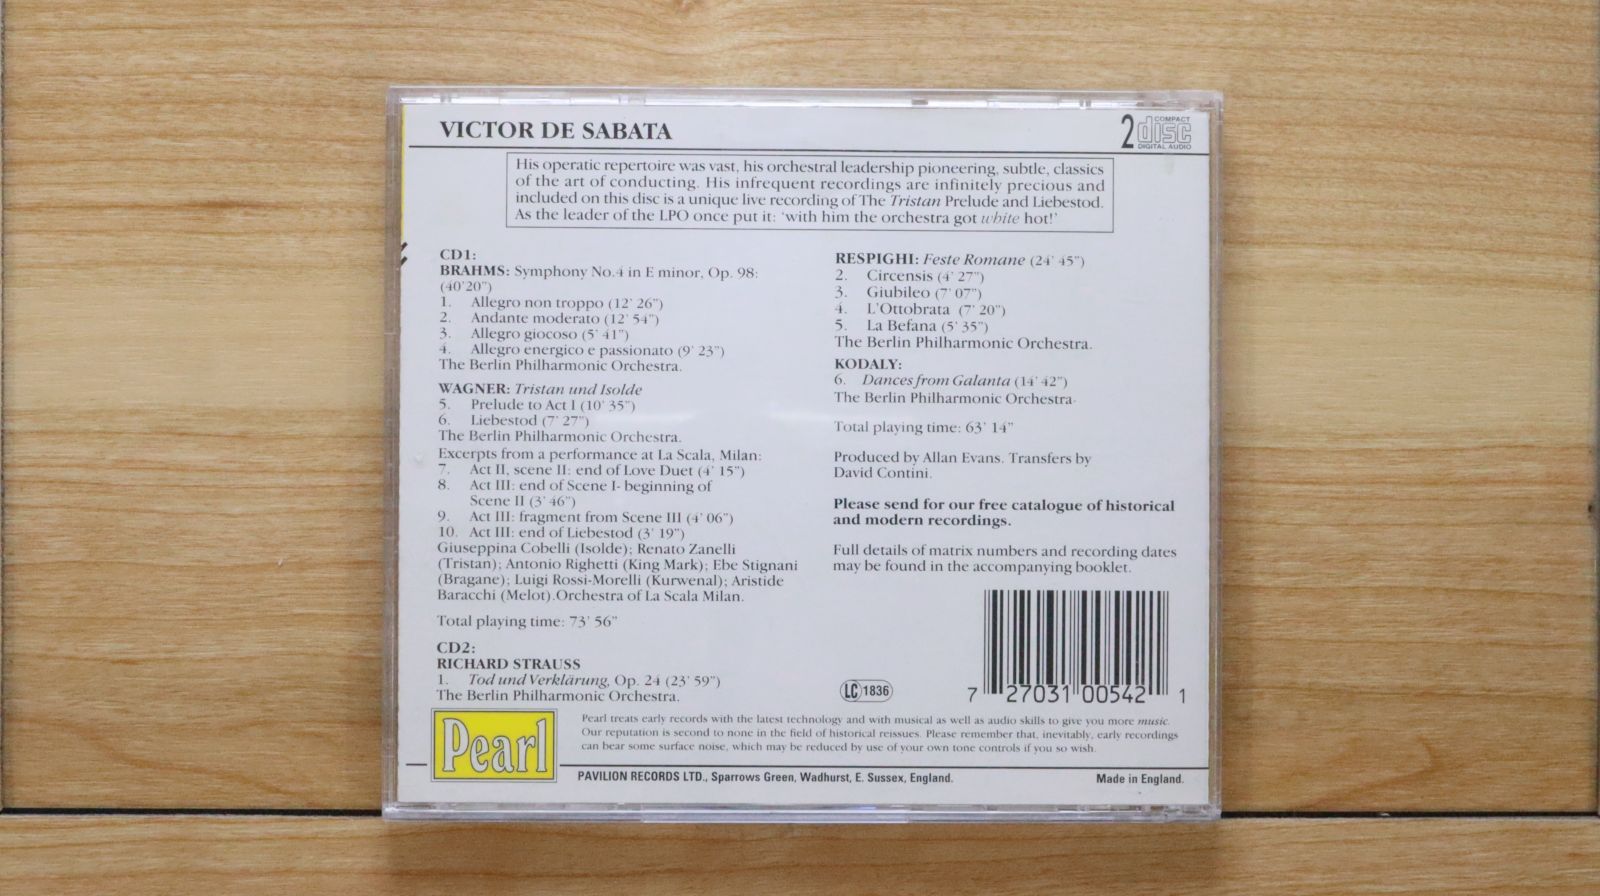 VICTOR DE SABATA
2 COMPACT disc DIGITAL AUDIO
His operatic repertoire was vast, his orchestral leadership pioneering, subtle, classics
of the art of conducting. His infrequent recordings are infinitely precious and
included on this disc is a unique live recording of The Tristan Prelude and Liebestod.
As the leader of the LPO once put it: 'with him the orchestra got white hot!'
CD1:
BRAHMS: Symphony No.4 in E minor, Op. 98:
(40'20")
1. Allegro non troppo (12' 26")
2. Andante moderato (12' 54")
3. Allegro giocoso (5' 41")
4. Allegro energico e passionato (9' 23")
The Berlin Philharmonic Orchestra.
WAGNER: Tristan und Isolde
5. Prelude to Act I (10' 35")
6. Liebestod (7' 27")
The Berlin Philharmonic Orchestra.
Excerpts from a performance at La Scala, Milan:
7. Act II, scene II: end of Love Duet (4' 15")
8. Act III: end of Scene I- beginning of
Scene II (3' 46")
9. Act III: fragment from Scene III (4' 06")
10. Act III: end of Liebestod (3' 19")
Giuseppina Cobelli (Isolde); Renato Zanelli
(Tristan); Antonio Righetti (King Mark); Ebe Stignani
(Bragane); Luigi Rossi-Morelli (Kurwenal); Aristide
Baracchi (Melot).Orchestra of La Scala Milan.
Total playing time: 73' 56"
CD2:
RICHARD STRAUSS
1. Tod und Verklärung, Op. 24 (23' 59")
The Berlin Philharmonic Orchestra.
RESPIGHI: Feste Romane (24' 45")
2. Circensis (4' 27")
3. Giubileo (7' 07")
4. L'Ottobrata (7' 20")
5. La Befana (5' 35")
The Berlin Philharmonic Orchestra.
KODALY:
6. Dances from Galanta (14' 42")
The Berlin Philharmonic Orchestra.
Total playing time: 63' 14"
Produced by Allan Evans. Transfers by
David Contini.
Please send for our free catalogue of historical
and modern recordings.
Full details of matrix numbers and recording dates
may be found in the accompanying booklet.
LC 1836
7 27031 00542 1
Pearl
Pearl treats early records with the latest technology and with musical as well as audio skills to give you more music.
Our reputation is second to none in the field of historical reissues. Please remember that, inevitably, early recordings
can bear some surface noise, which may be reduced by use of your own tone controls if you so wish.
PAVILION RECORDS LTD., Sparrows Green, Wadhurst, E. Sussex, England.
Made in England.